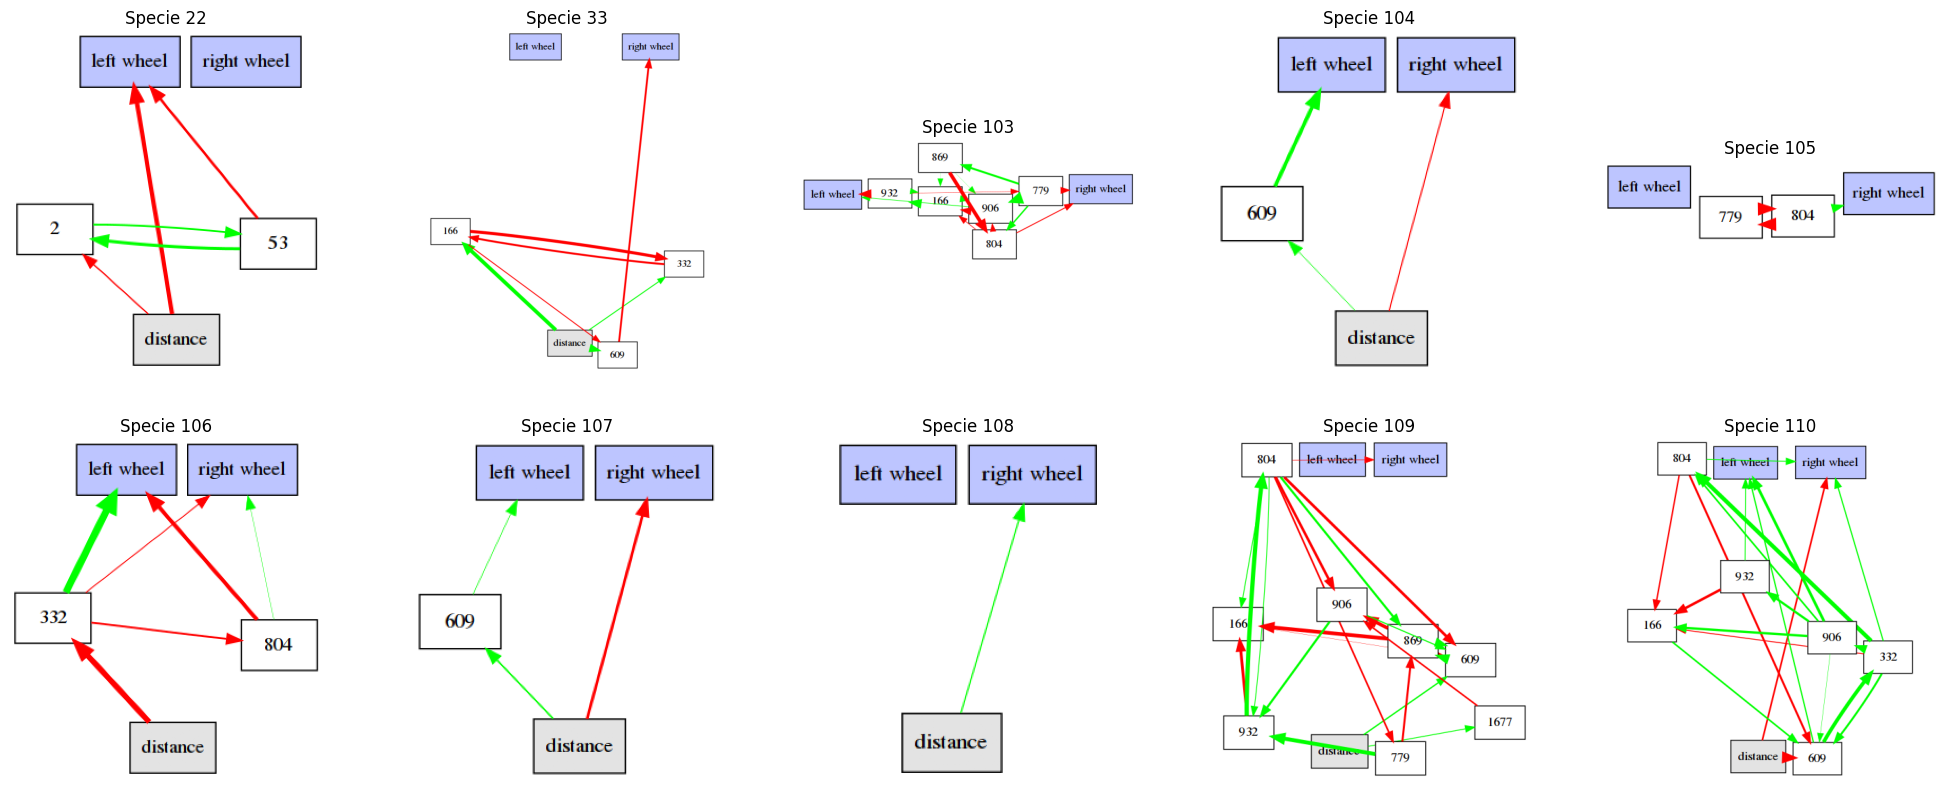 Specie 22
left wheel
right wheel
2
53
distance
Specie 33
left wheel
right wheel
166
332
distance
609
Specie 103
869
left wheel
932
166
906
779
right wheel
804
Specie 104
left wheel
right wheel
609
distance
Specie 105
left wheel
779
804
right wheel
Specie 106
left wheel
right wheel
332
804
distance
Specie 107
left wheel
right wheel
609
distance
Specie 108
left wheel
right wheel
distance
Specie 109
804
left wheel
right wheel
906
166
869
609
932
1677
distance
779
Specie 110
804
left wheel
right wheel
932
166
906
332
distance
609